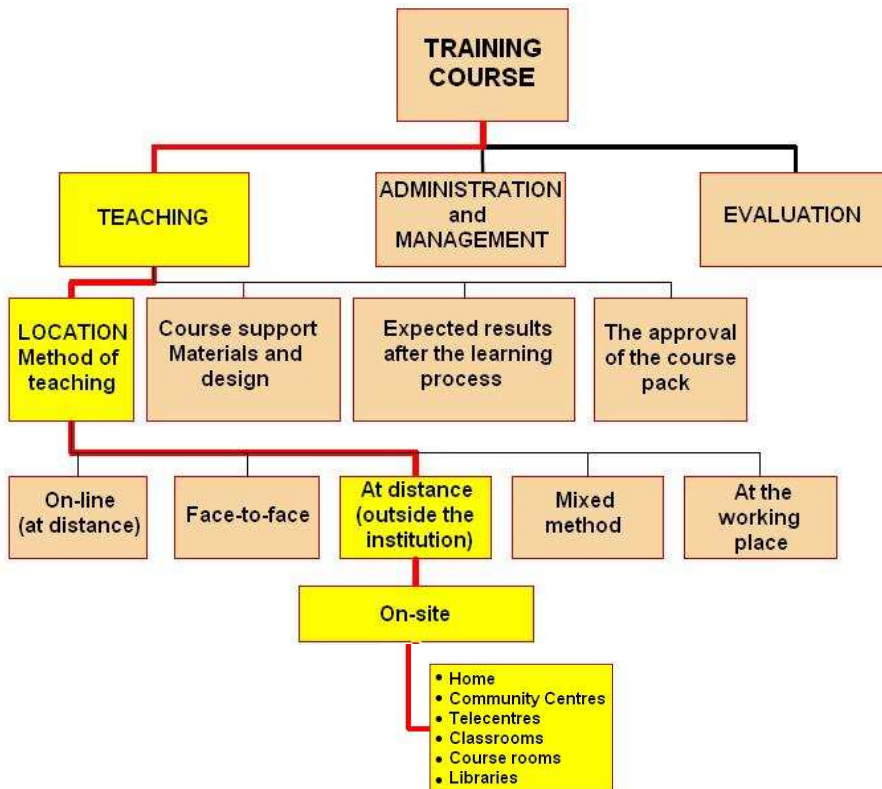 TRAINING
COURSE
TEACHING
ADMINISTRATION
and
MANAGEMENT
EVALUATION
LOCATION
Method of
teaching
Course support
Materials and
design
Expected results
after the learning
process
The approval
of the course
pack
On-line
(at distance)
Face-to-face
At distance
(outside the
institution)
Mixed
method
At the
working
place
On-site
• Home
• Community Centres
• Telecentres
• Classrooms
• Course rooms
• Libraries